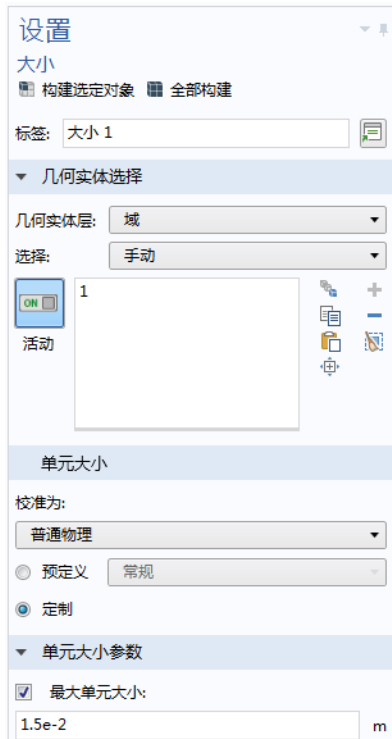 设置
大小
构建选定对象 全部构建
标签: 大小 1
几何实体选择
几何实体层: 域
选择: 手动
1
ON
活动
单元大小
校准为:
普通物理
预定义 常规
定制
单元大小参数
最大单元大小:
1.5e-2 m